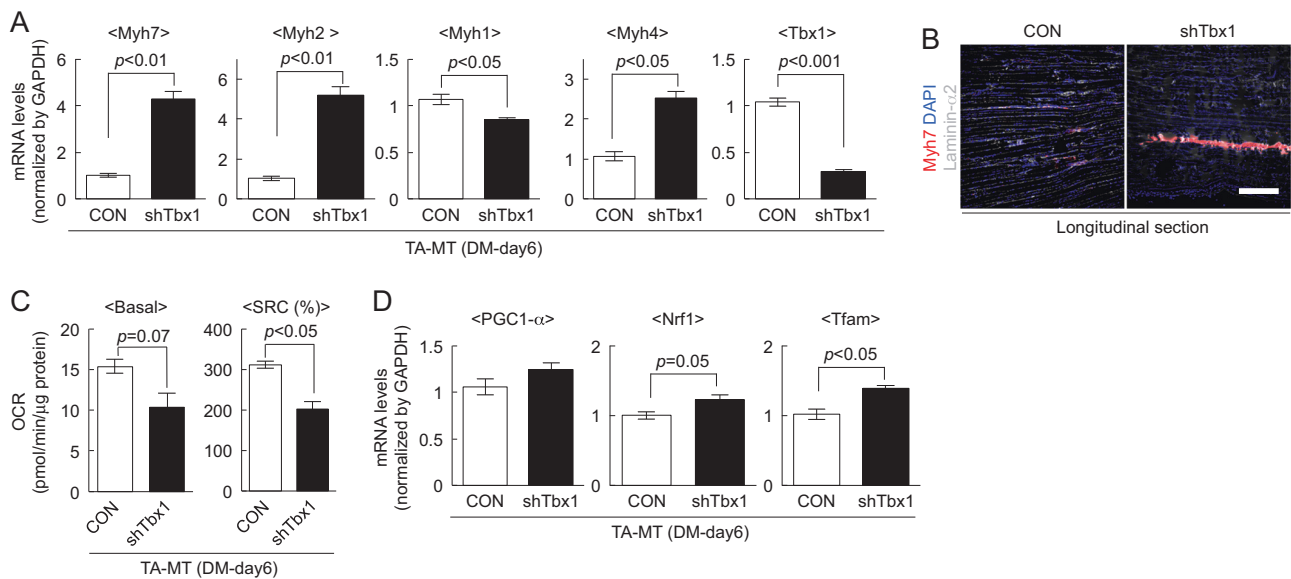 A
<Myh7>
<Myh2 >
<Myh1>
<Myh4>
<Tbx1>
mRNA levels
(normalized by GAPDH)
6
4
2
0
p<0.01
CON shTbx1
6
4
2
0
p<0.01
CON shTbx1
1.5
1
0.5
0
p<0.05
CON shTbx1
3
2
1
0
p<0.05
CON shTbx1
1.5
1
0.5
0
p<0.001
CON shTbx1
TA-MT (DM-day6)
B
CON
shTbx1
Myh7 DAPI
Laminin-α2
Longitudinal section
C
<Basal>
<SRC (%)>
OCR
(pmol/min/μg protein)
20
15
10
5
0
p=0.07
CON
shTbx1
400
300
200
100
0
p<0.05
CON
shTbx1
TA-MT (DM-day6)
D
<PGC1-α>
<Nrf1>
<Tfam>
mRNA levels
(normalized by GAPDH)
1.5
1
0.5
0
CON shTbx1
2
1
0
p=0.05
CON shTbx1
2
1
0
p<0.05
CON shTbx1
TA-MT (DM-day6)